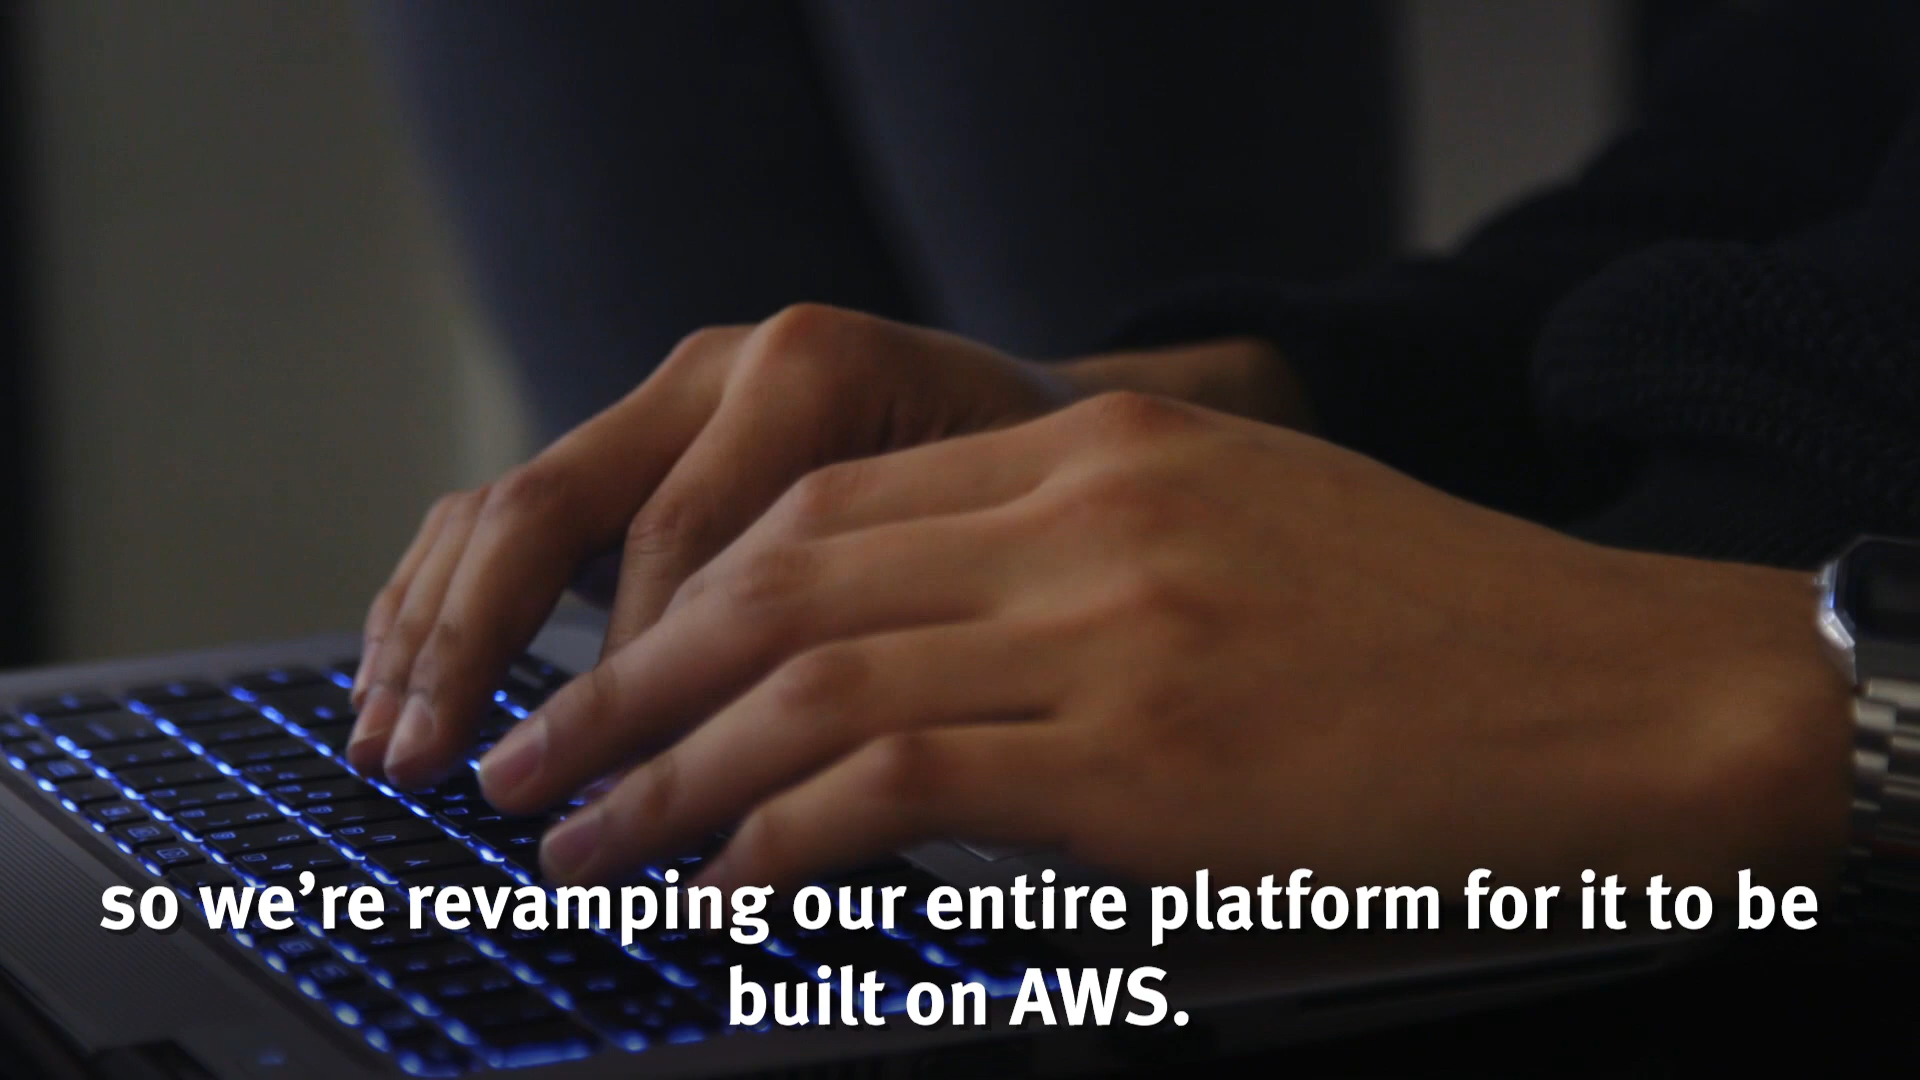 so we’re revamping our entire platform for it to be
built on AWS.